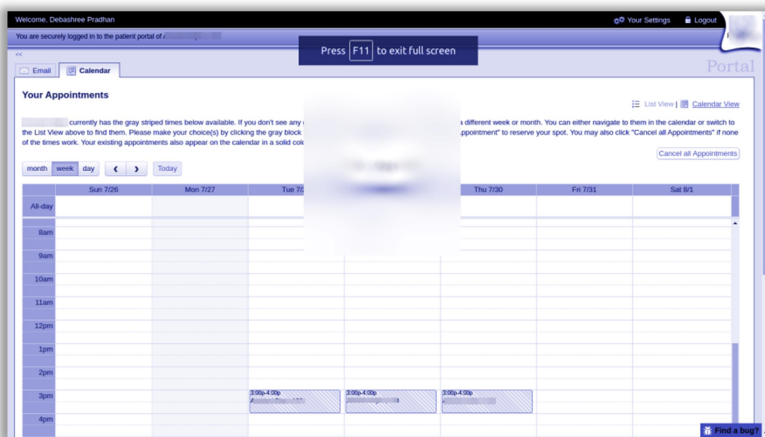 Welcome, Debashree Pradhan
Your Settings
Logout
You are securely logged in to the patient portal of
<<
Press F11 to exit full screen
Email
Calendar
Portal
Your Appointments
List View | Calendar View
currently has the gray striped times below available. If you don't see any a different week or month. You can either navigate to them in the calendar or switch to
the List View above to find them. Please make your choice(s) by clicking the gray block ppointment" to reserve your spot. You may also click "Cancel all Appointments" if none
of the times work. Your existing appointments also appear on the calendar in a solid
Cancel all Appointments
month week day
Today
Sun 7/26 Mon 7/27 Tue Thu 7/30 Fri 7/31 Sat 8/1
All-day
8am
9am
10am
11am
12pm
1pm
2pm
3pm
3:00p-4:00p 3:00p-4:00p 3:00p-4:00p
4pm
Find a bug?